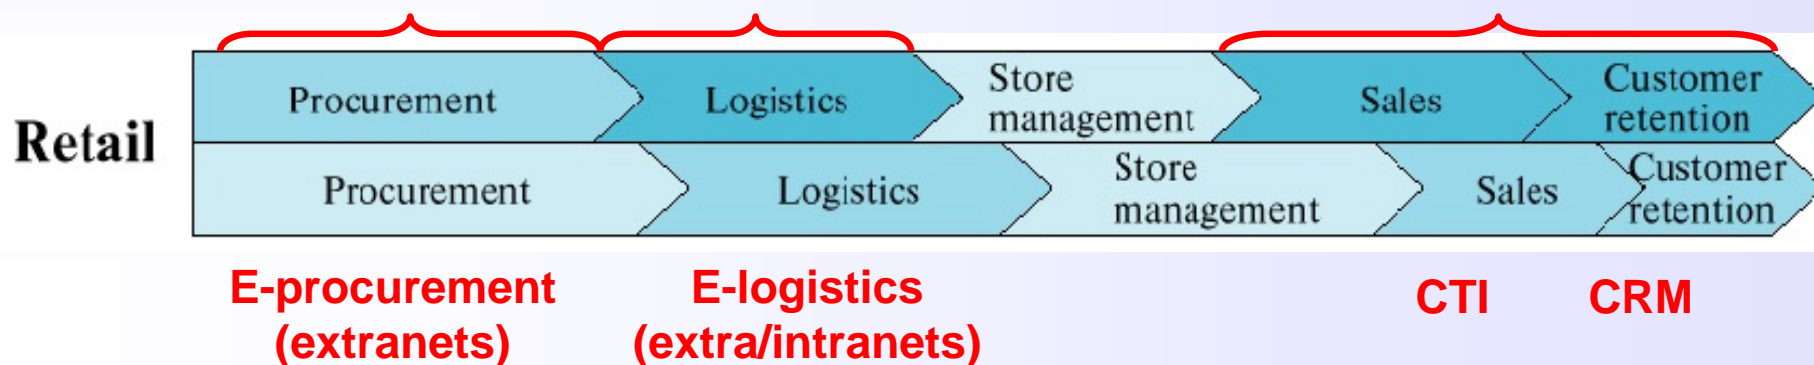 Retail
Procurement
Logistics
Store
management
Sales
Customer
retention
Procurement
Logistics
Store
management
Sales
Customer
retention
E-procurement
(extranets)
E-logistics
(extra/intranets)
CTI
CRM